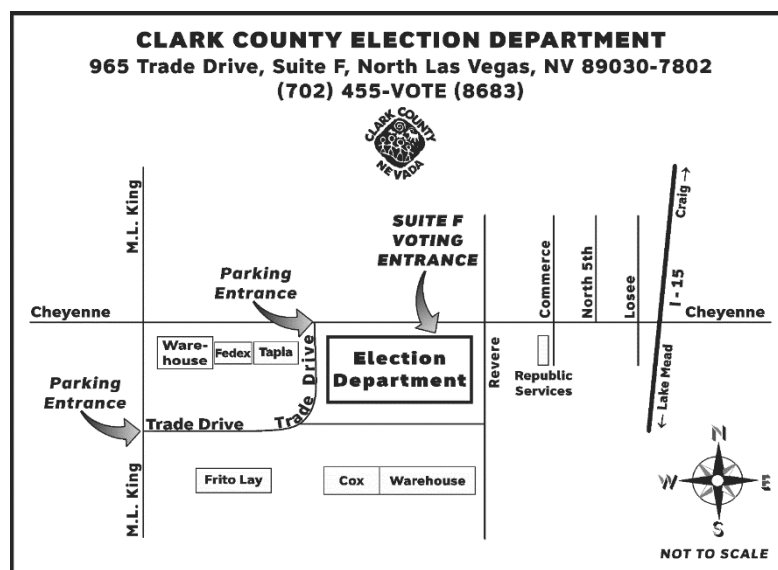 CLARK COUNTY ELECTION DEPARTMENT
965 Trade Drive, Suite F, North Las Vegas, NV 89030-7802
(702) 455-VOTE (8683)
CLARK COUNTY
NEVADA
M.L. King
SUITE F
VOTING
ENTRANCE
Craig →
Parking
Entrance
Commerce
North 5th
Losee
I - 15
Cheyenne
Cheyenne
Ware-
house
Fedex
Tapia
Trade Drive
Election
Department
Revere
Republic
Services
← Lake Mead
Parking
Entrance
Trade Drive
M.L. King
Frito Lay
Cox
Warehouse
N
W
E
S
NOT TO SCALE